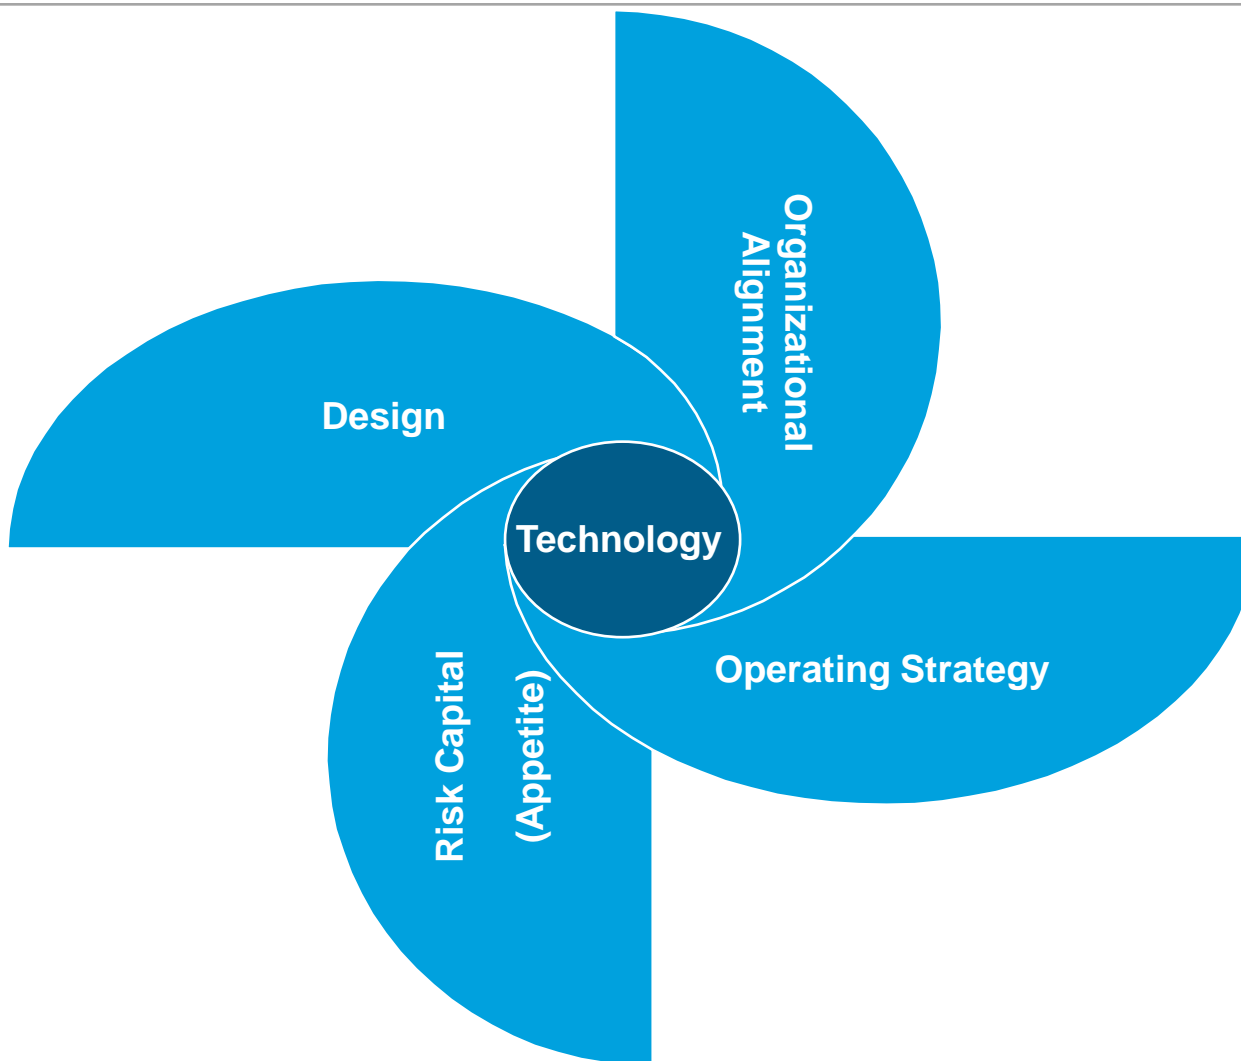 Organizational
Alignment
Design
Technology
Operating Strategy
Risk Capital
(Appetite)